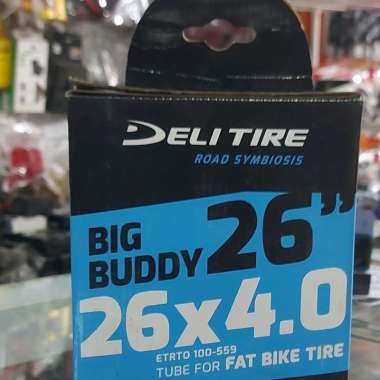 DELI TIRE
ROAD SYMBIOSIS
BIG
BUDDY 26”
26x4.0
ETRTO 100-559
TUBE FOR FAT BIKE TIRE